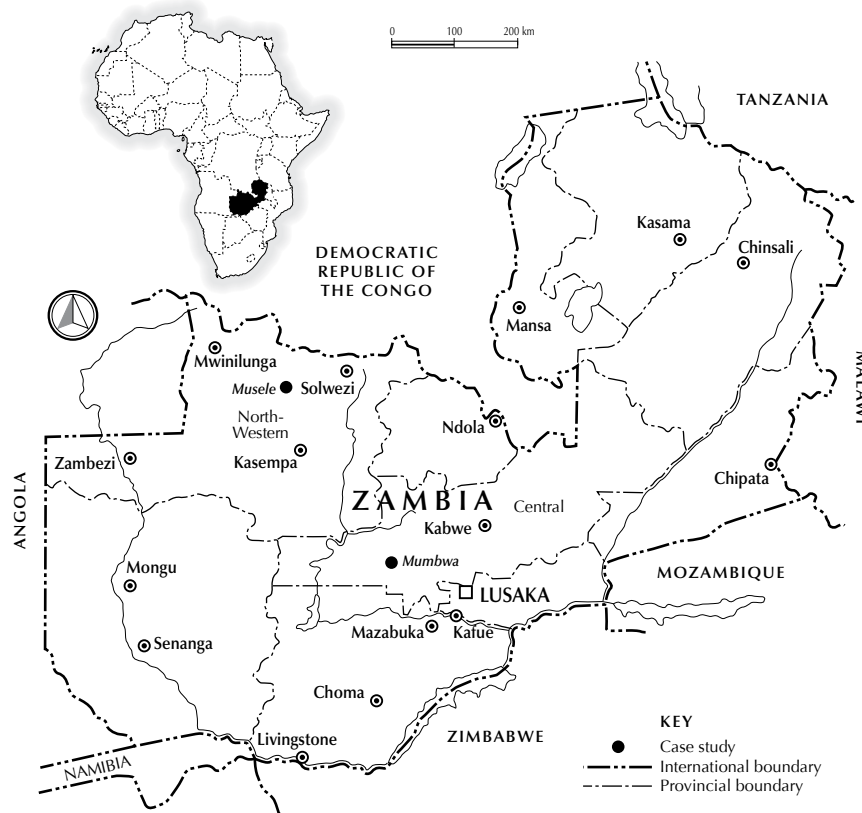 0 100 200 km
TANZANIA
Kasama
Chinsali
DEMOCRATIC
REPUBLIC OF
THE CONGO
Mansa
Mwinilunga
MALAWI
Musele
Solwezi
North-
Western
Ndola
Kasempa
Zambezi
Chipata
ANGOLA
ZAMBIA
Central
Kabwe
Mumbwa
Mongu
MOZAMBIQUE
LUSAKA
Mazabuka
Kafue
Senanga
Choma
KEY
Livingstone
ZIMBABWE
Case study
NAMIBIA
International boundary
Provincial boundary